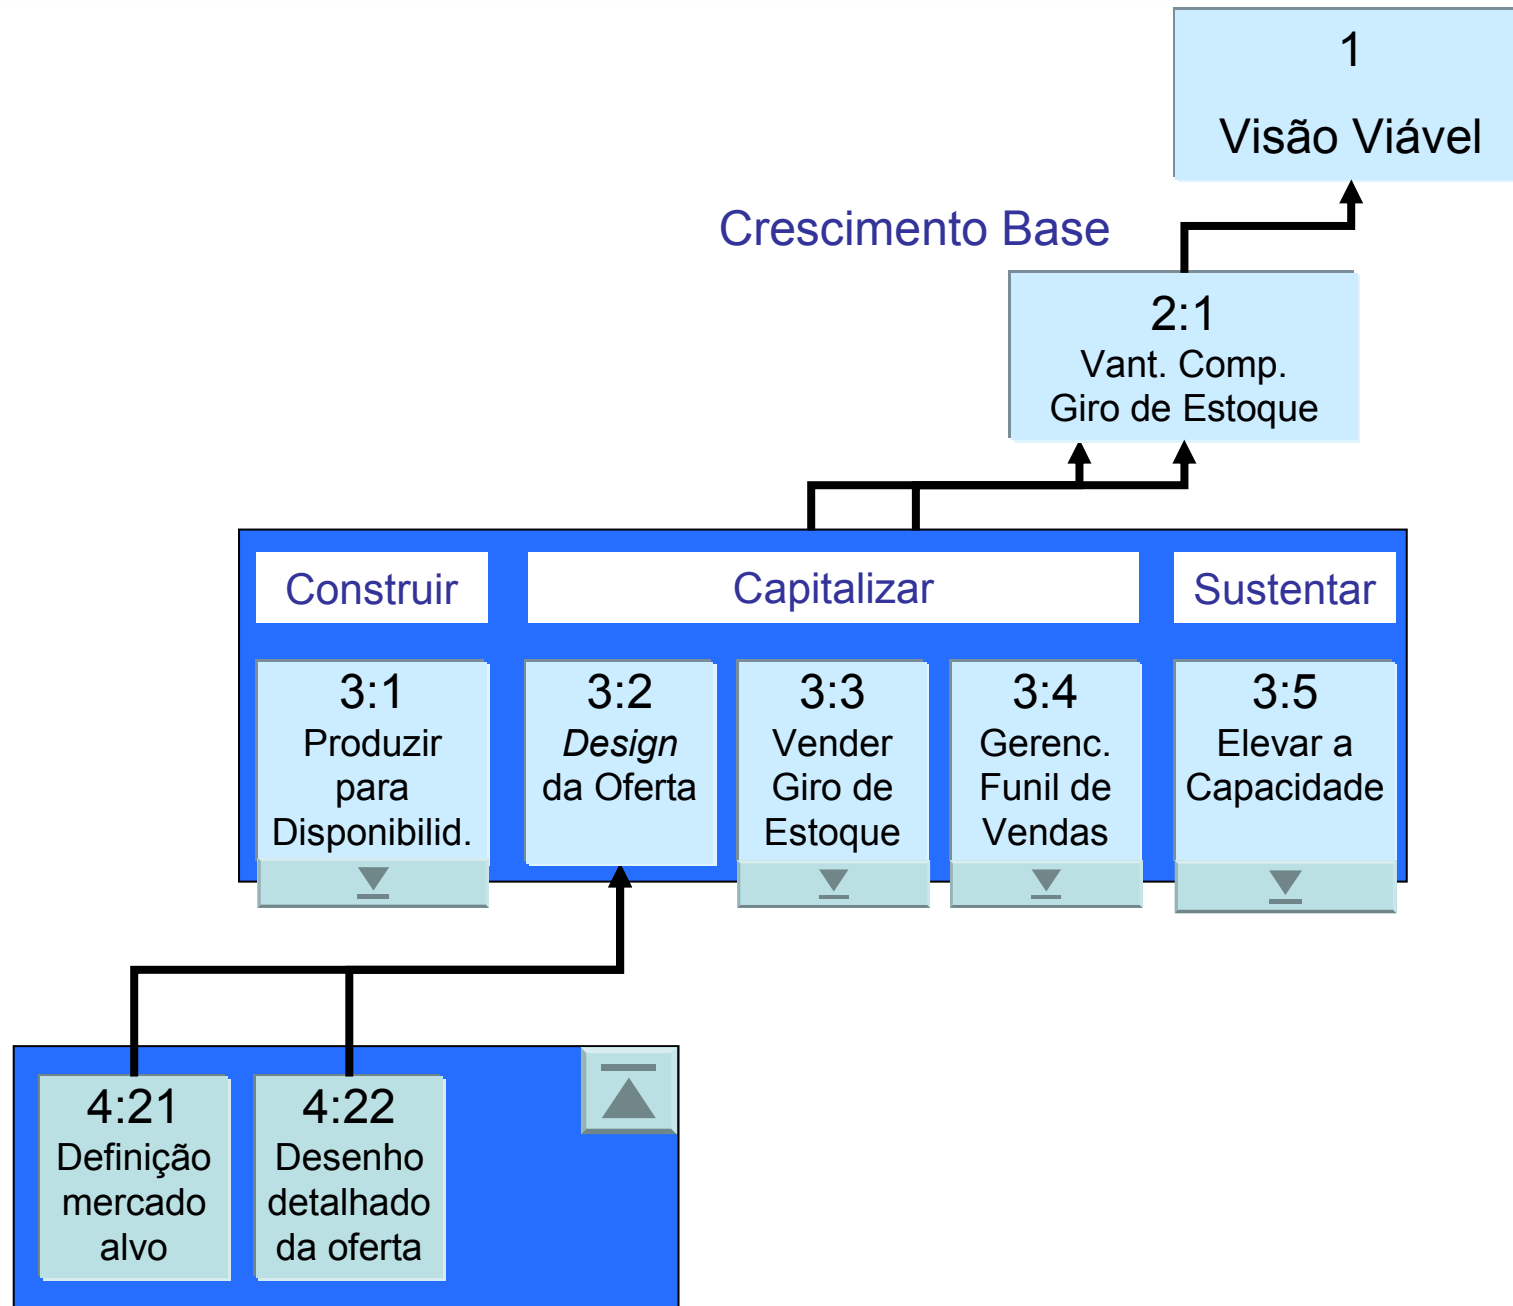 1
Visão Viável
Crescimento Base
2:1
Vant. Comp.
Giro de Estoque
Construir
Capitalizar
Sustentar
3:1
Produzir
para
Disponibilid.
3:2
Design
da Oferta
3:3
Vender
Giro de
Estoque
3:4
Gerenc.
Funil de
Vendas
3:5
Elevar a
Capacidade
4:21
Definição
mercado
alvo
4:22
Desenho
detalhado
da oferta